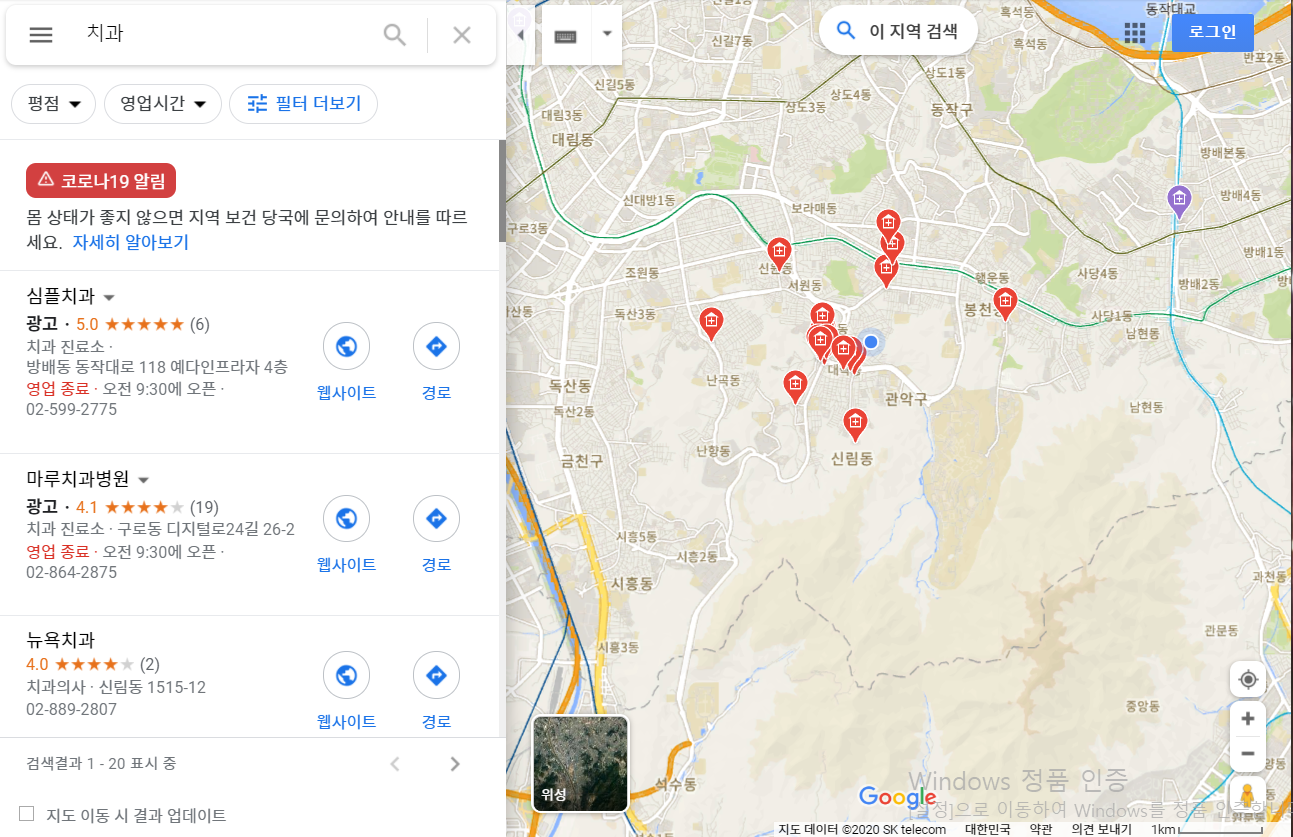 치과
평점
영업시간
필터 더보기
코로나19 알림
몸 상태가 좋지 않으면 지역 보건 당국에 문의하여 안내를 따르
세요. 자세히 알아보기
심플치과
광고 · 5.0 (6)
치과 진료소 ·
방배동 동작대로 118 예다인프라자 4층
영업 종료 · 오전 9:30에 오픈 ·
02-599-2775
웹사이트
경로
마루치과병원
광고 · 4.1 (19)
치과 진료소 · 구로동 디지털로24길 26-2
영업 종료 · 오전 9:30에 오픈 ·
02-864-2875
웹사이트
경로
뉴욕치과
4.0 (2)
치과의사 · 신림동 1515-12
02-889-2807
웹사이트
경로
검색결과 1 - 20 표시 중
지도 이동 시 결과 업데이트
이 지역 검색
로그인
동작대교
흑석동
흑석동
신길7동
반포2동
신길5동
상도1동
상도4동
대림3동
상도3동
동작구
대림동
방배본동
방배4동
신대방1동
보라매동
구로3동
방배1동
조원동
신원동
서원동
행운동
사당4동
방배2동
독산3동
봉천동
사당1동
남현동
난곡동
대학동
독산동
관악구
독산2동
남현동
난향동
금천구
신림동
시흥5동
시흥2동
시흥동
과천동
관문동
시흥3동
중앙동
석수동
위성
Google
Windows 정품 인증
[설정]으로 이동하여 Windows를 정품 인증합니
지도 데이터 ©2020 SK telecom
대한민국
약관
의견 보내기
1km